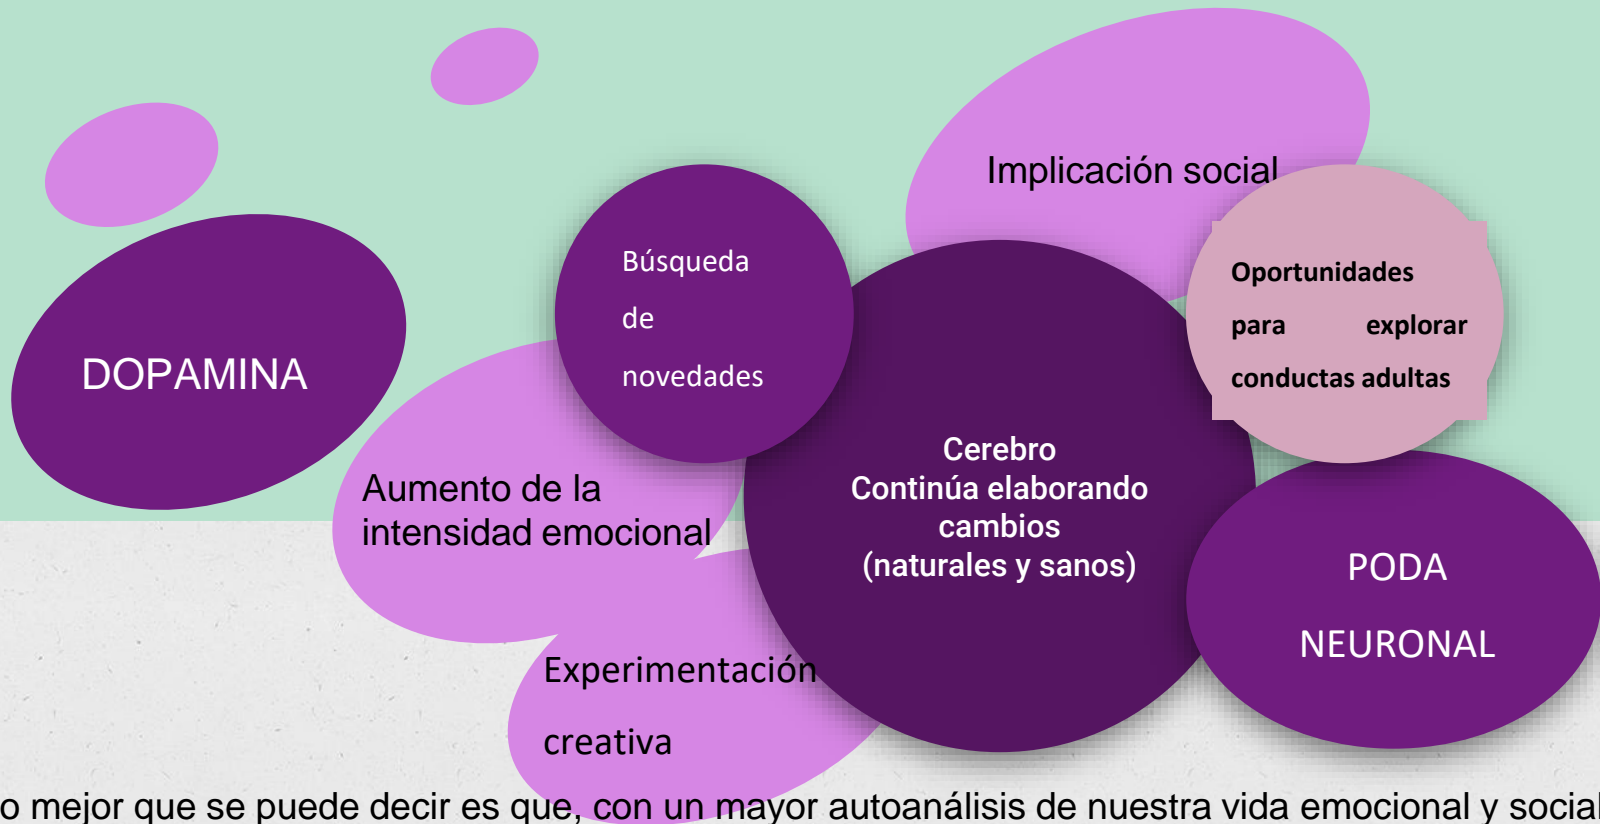 Implicación social
Búsqueda
de
novedades
Oportunidades
para explorar
conductas adultas
DOPAMINA
Cerebro
Continúa elaborando
cambios
(naturales y sanos)
Aumento de la
intensidad emocional
PODA
NEURONAL
Experimentación
creativa
o mejor que se puede decir es que, con un mayor autoanálisis de nuestra vida emocional y social